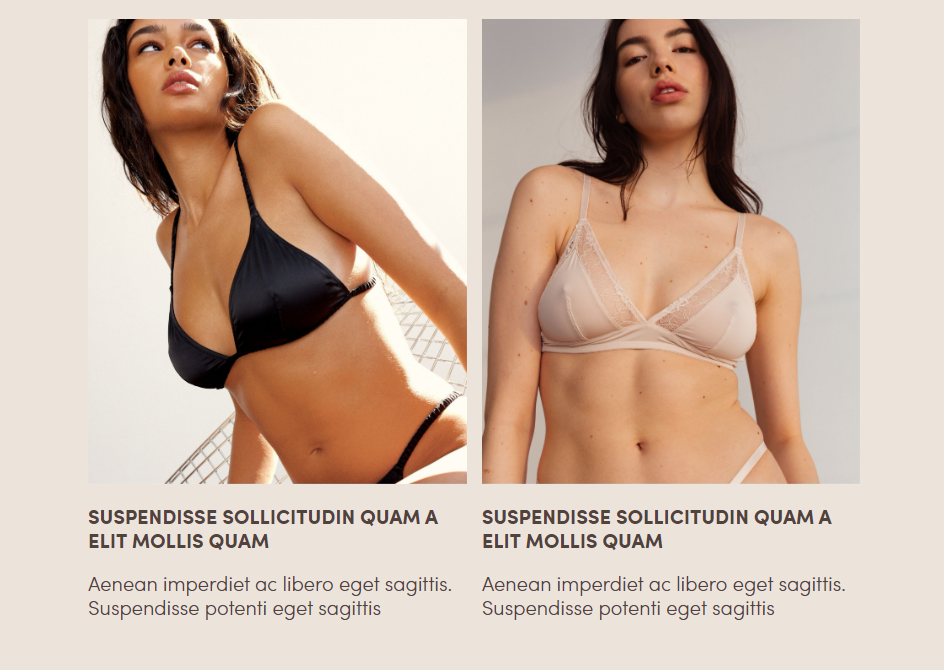 SUSPENDISSE SOLLICITUDIN QUAM A
ELIT MOLLIS QUAM
Aenean imperdiet ac libero eget sagittis.
Suspendisse potenti eget sagittis
SUSPENDISSE SOLLICITUDIN QUAM A
ELIT MOLLIS QUAM
Aenean imperdiet ac libero eget sagittis.
Suspendisse potenti eget sagittis